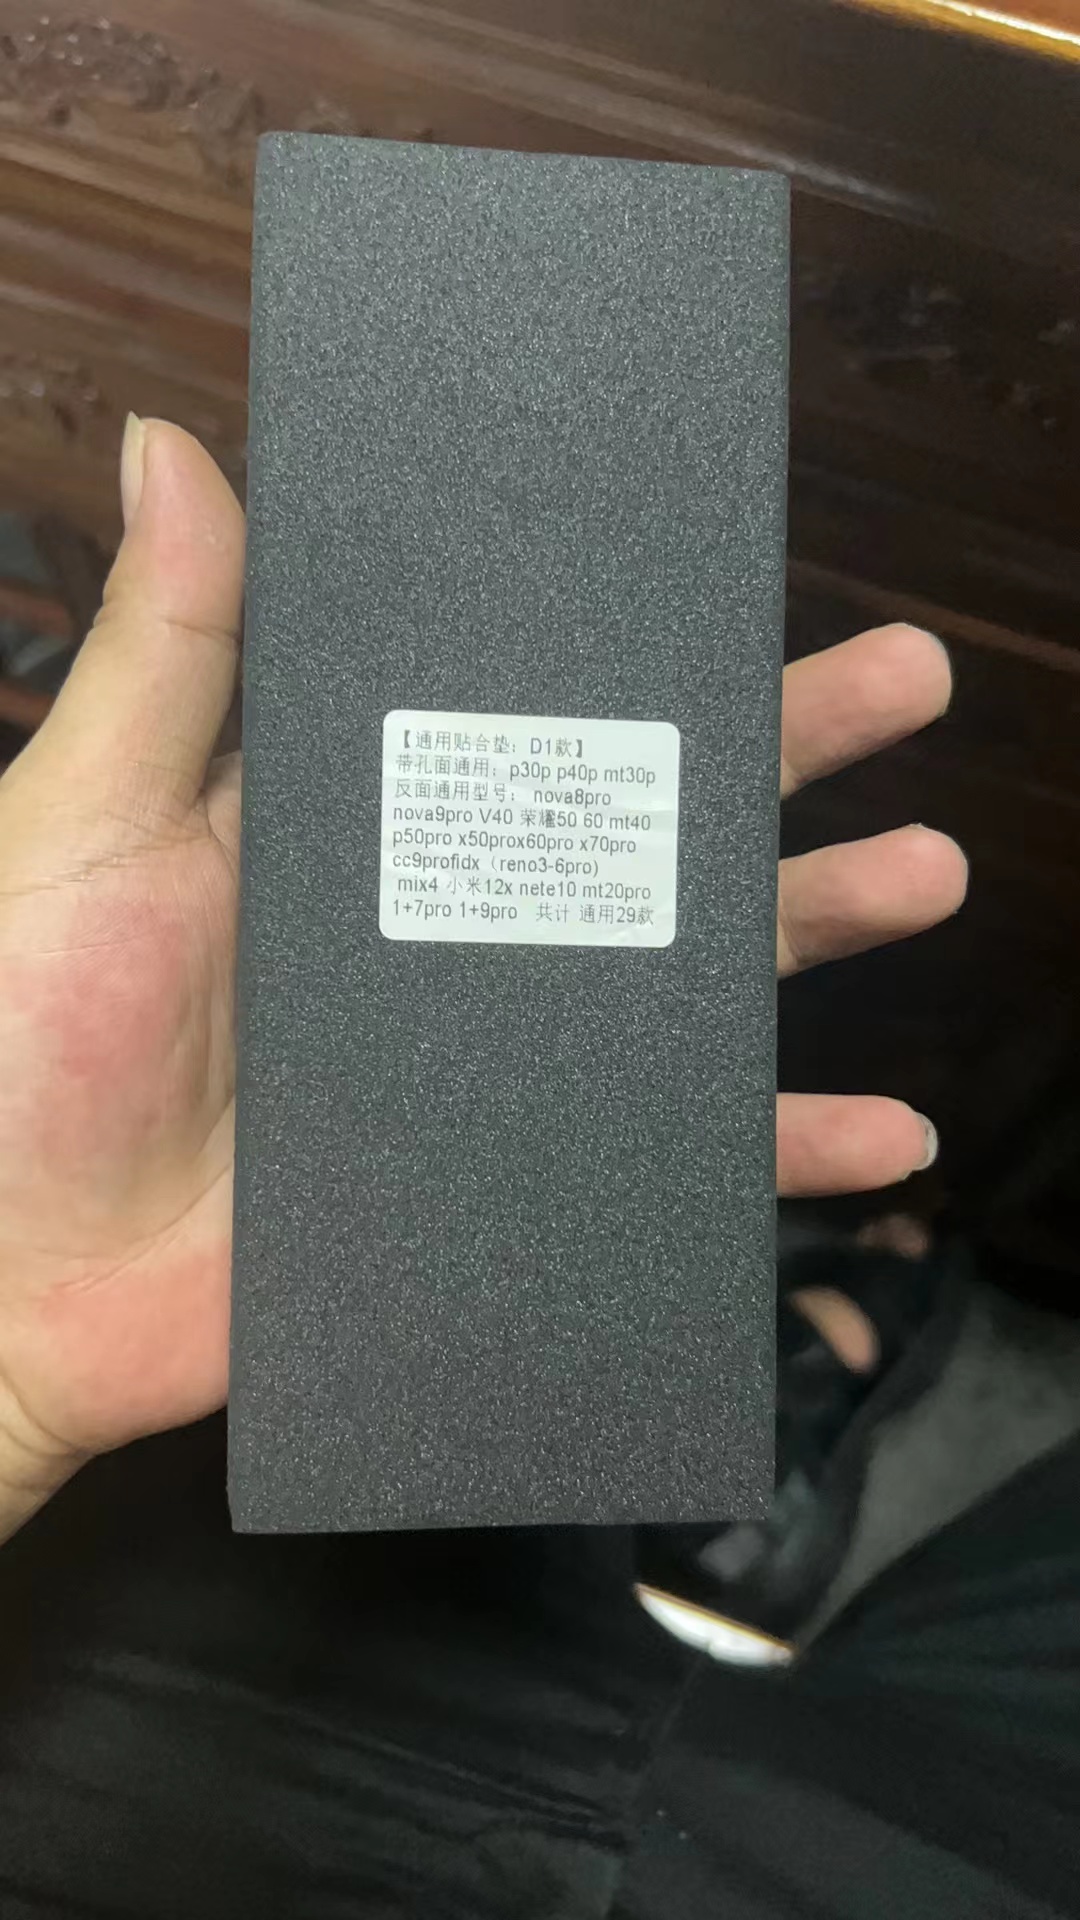 【通用贴合垫：D1款】
带孔面通用：p30p p40p mt30p
反面通用型号： nova8pro
nova9pro V40 荣耀50 60 mt40
p50pro x50prox60pro x70pro
cc9profidx（reno3-6pro)
mix4 小米12x nete10 mt20pro
1+7pro 1+9pro 共计 通用29款